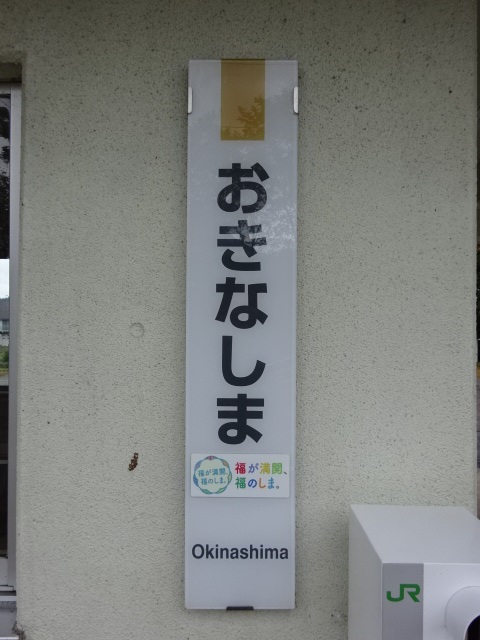 おきなしま
福が満開、
福のしま。
福が満開、
福のしま。
Okinashima
JR